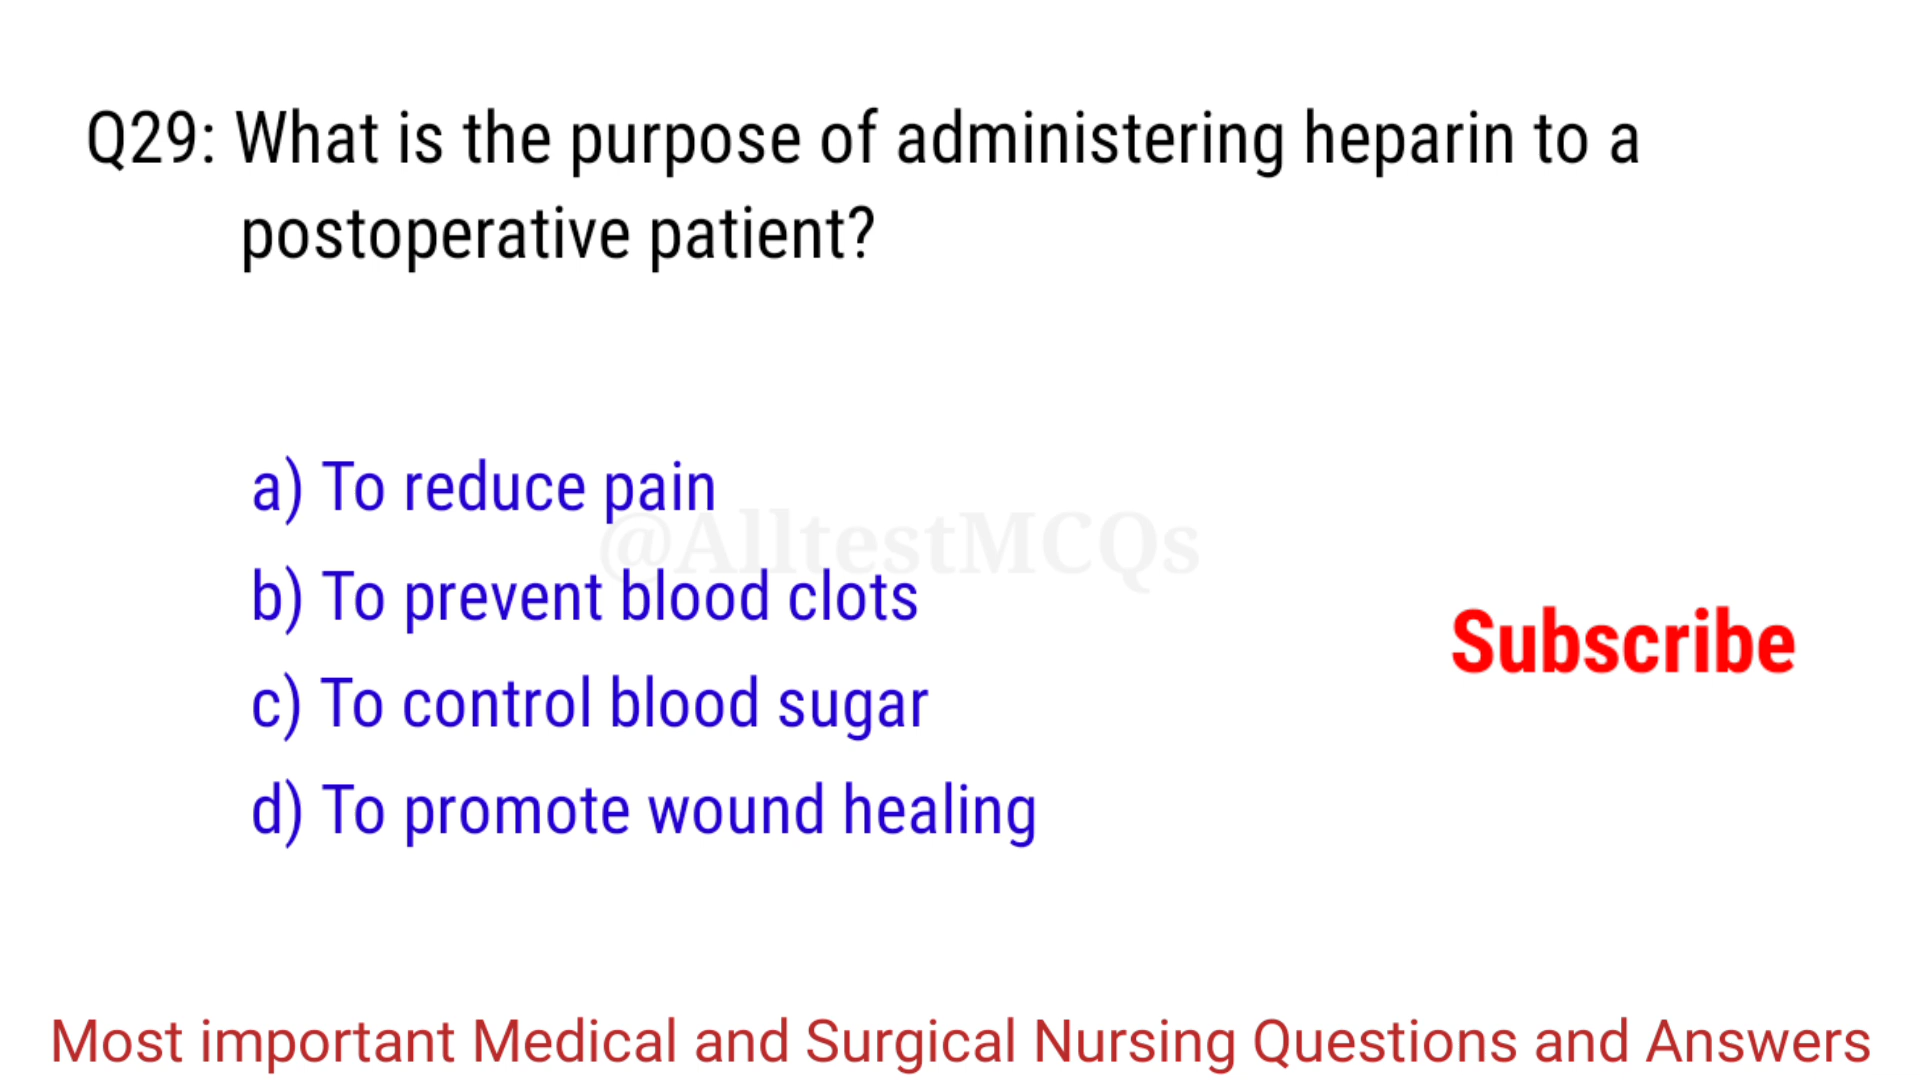 Q29: What is the purpose of administering heparin to a
postoperative patient?
a) To reduce pain
@AlltestMCQs
b) To prevent blood clots
Subscribe
c) To control blood sugar
d) To promote wound healing
Most important Medical and Surgical Nursing Questions and Answers